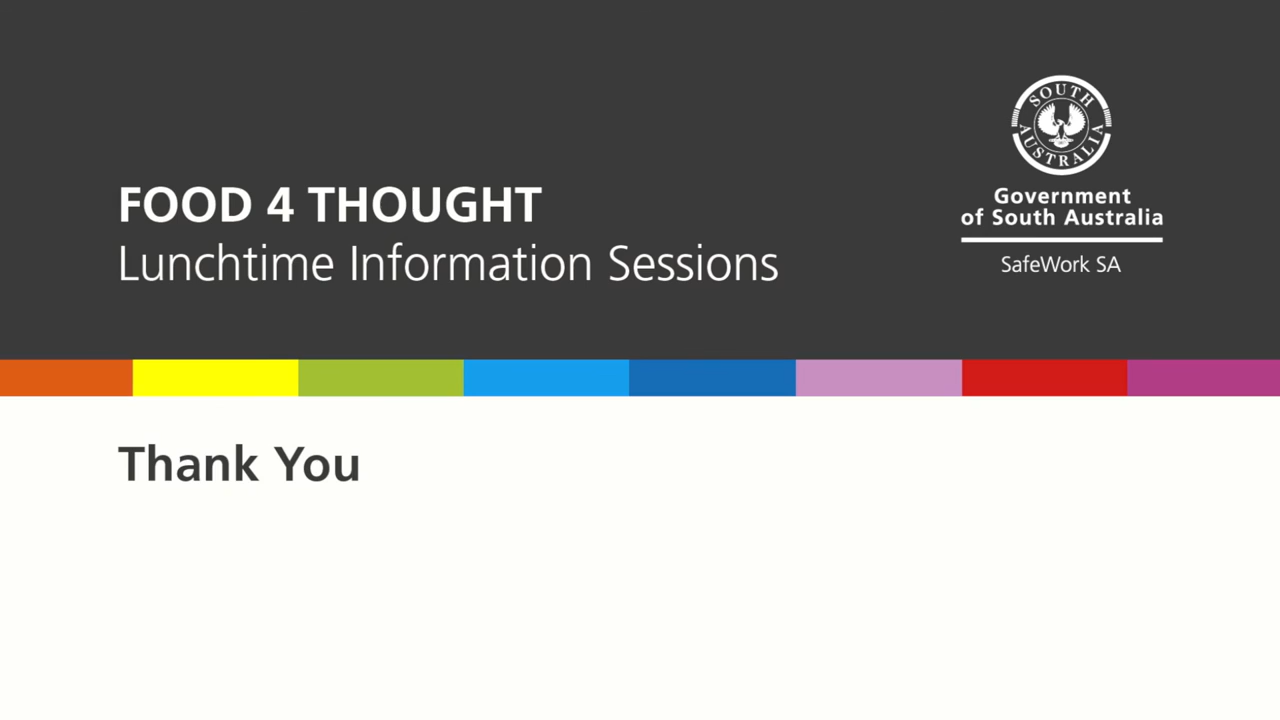 FOOD 4 THOUGHT
Lunchtime Information Sessions
SOUTH AUSTRALIA
Government
of South Australia
SafeWork SA
Thank You